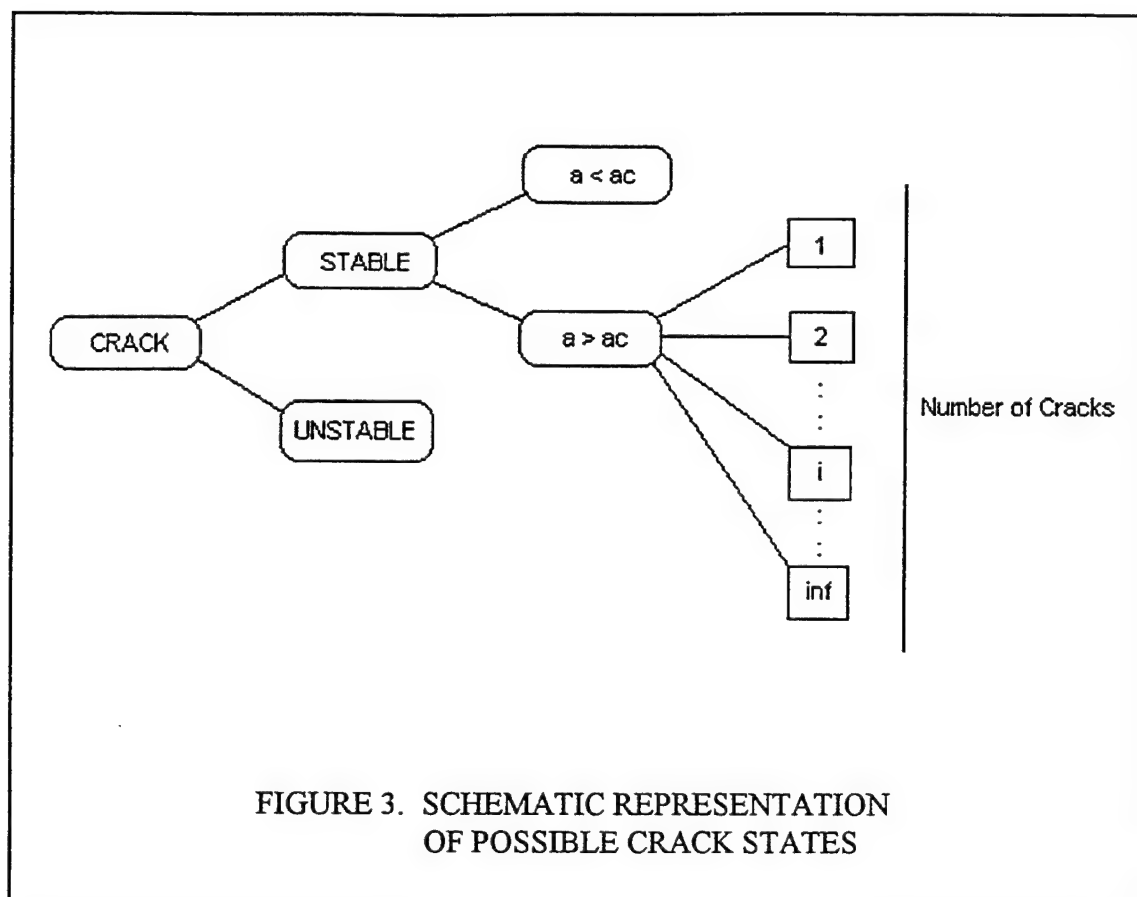 a < ac
STABLE
1
CRACK
a > ac
2
UNSTABLE
Number of Cracks
i
inf
FIGURE 3. SCHEMATIC REPRESENTATION
OF POSSIBLE CRACK STATES